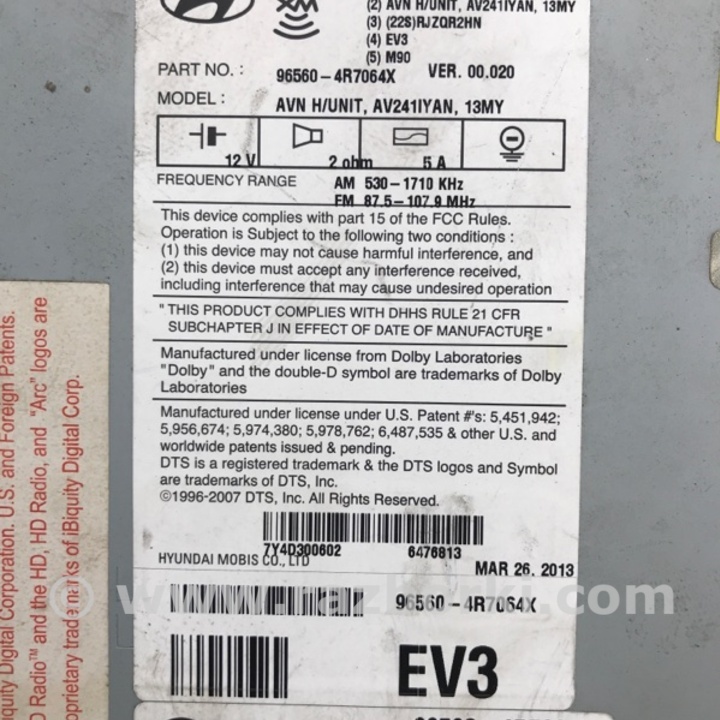 XM
(2) AVN H/UNIT, AV241IYAN, 13MY
(3) (22S)RJZQR2HN
(4) EV3
(5) M90
PART NO. : 96560-4R7064X VER. 00.020
MODEL : AVN H/UNIT, AV241IYAN, 13MY
12 V 2 ohm 5 A
FREQUENCY RANGE AM 530-1710 KHz
FM 87.5-107.9 MHz
This device complies with part 15 of the FCC Rules.
Operation is Subject to the following two conditions :
(1) this device may not cause harmful interference, and
(2) this device must accept any interference received,
including interference that may cause undesired operation
"THIS PRODUCT COMPLIES WITH DHHS RULE 21 CFR
SUBCHAPTER J IN EFFECT OF DATE OF MANUFACTURE"
Manufactured under license from Dolby Laboratories
"Dolby" and the double-D symbol are trademarks of Dolby
Laboratories
Manufactured under license under U.S. Patent #'s: 5,451,942;
5,956,674; 5,974,380; 5,978,762; 6,487,535 & other U.S. and
worldwide patents issued & pending.
DTS is a registered trademark & the DTS logos and Symbol
are trademarks of DTS, Inc.
©1996-2007 DTS, Inc. All Rights Reserved.
7Y4D300602 6476813
HYUNDAI MOBIS CO., LTD MAR 26. 2013
96560-4R7064X
EV3
iquity Digital Corporation. U.S. and Foreign Patents.
D Radio™ and the HD, HD Radio, and "Arc" logos are
oprietary trademarks of iBiquity Digital Corp.